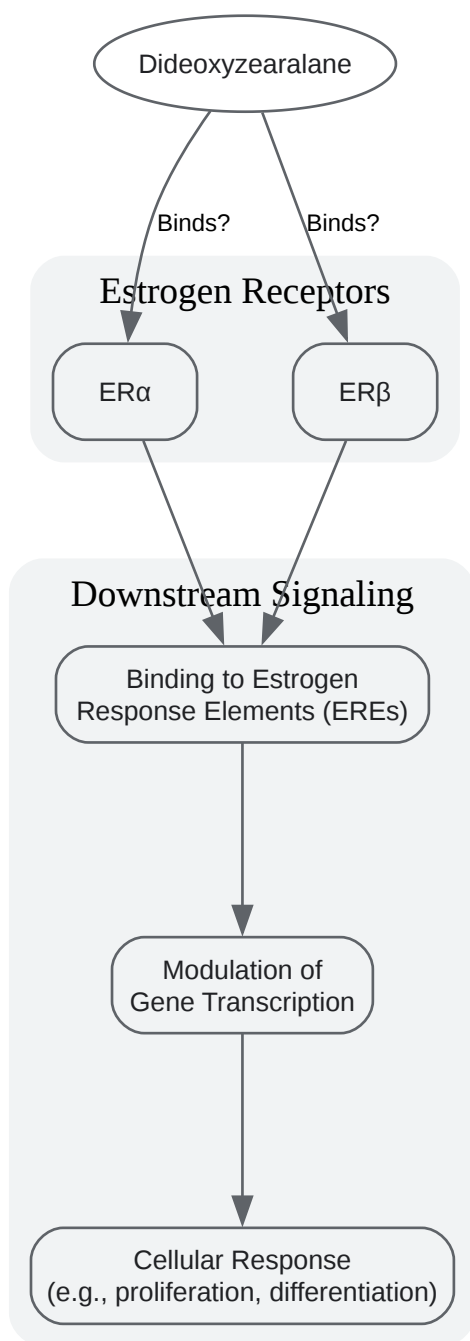 Dideoxyzearalane
Binds?
Binds?
Estrogen Receptors
ERα
ERβ
Downstream Signaling
Binding to Estrogen
Response Elements (EREs)
Modulation of
Gene Transcription
Cellular Response
(e.g., proliferation, differentiation)